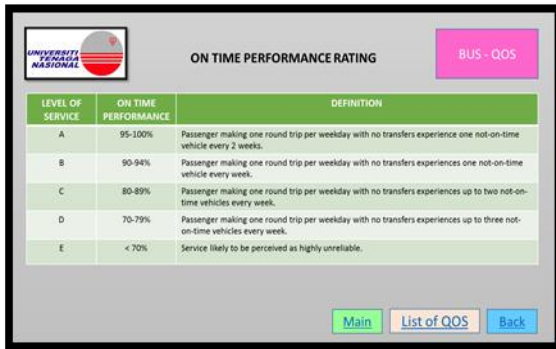 UNIVERSITI
TENAGA
NASIONAL
ON TIME PERFORMANCE RATING
BUS - QOS
LEVEL OF SERVICE
ON TIME PERFORMANCE
DEFINITION
A
95-100%
Passenger making one round trip per weekday with no transfers experience one not-on-time
vehicle every 2 weeks.
B
90-94%
Passenger making one round trip per weekday with no transfers experiences one not-on-time
vehicle every week.
C
80-89%
Passenger making one round trip per weekday with no transfers experiences up to two not-on-
time vehicles every week.
D
70-79%
Passenger making one round trip per weekday with no transfers experiences up to three not-
on-time vehicles every week.
E
< 70%
Service likely to be perceived as highly unreliable.
Main
List of QOS
Back